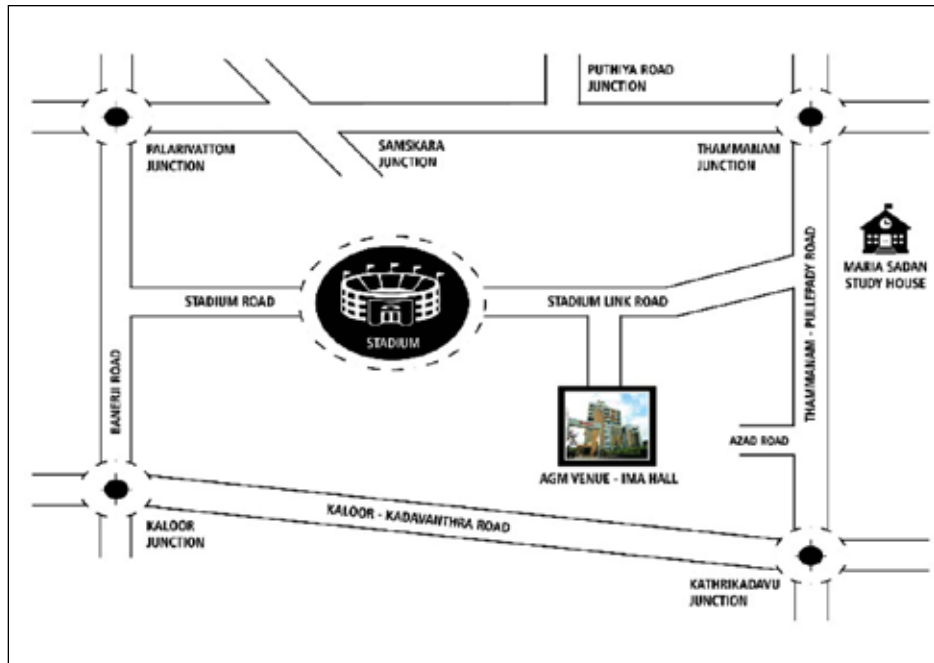 PUTHIYA ROAD
JUNCTION
PALARIVATTOM
JUNCTION
SAMSKARA
JUNCTION
THAMMANAM
JUNCTION
MARIA SADAN
STUDY HOUSE
STADIUM ROAD
STADIUM
STADIUM LINK ROAD
THAMMANAM - PULLEPADY ROAD
BANERJI ROAD
AZAD ROAD
AGM VENUE - IMA HALL
KALOOR - KADAVANTHRA ROAD
KALOOR
JUNCTION
KATHRIKADAVU
JUNCTION